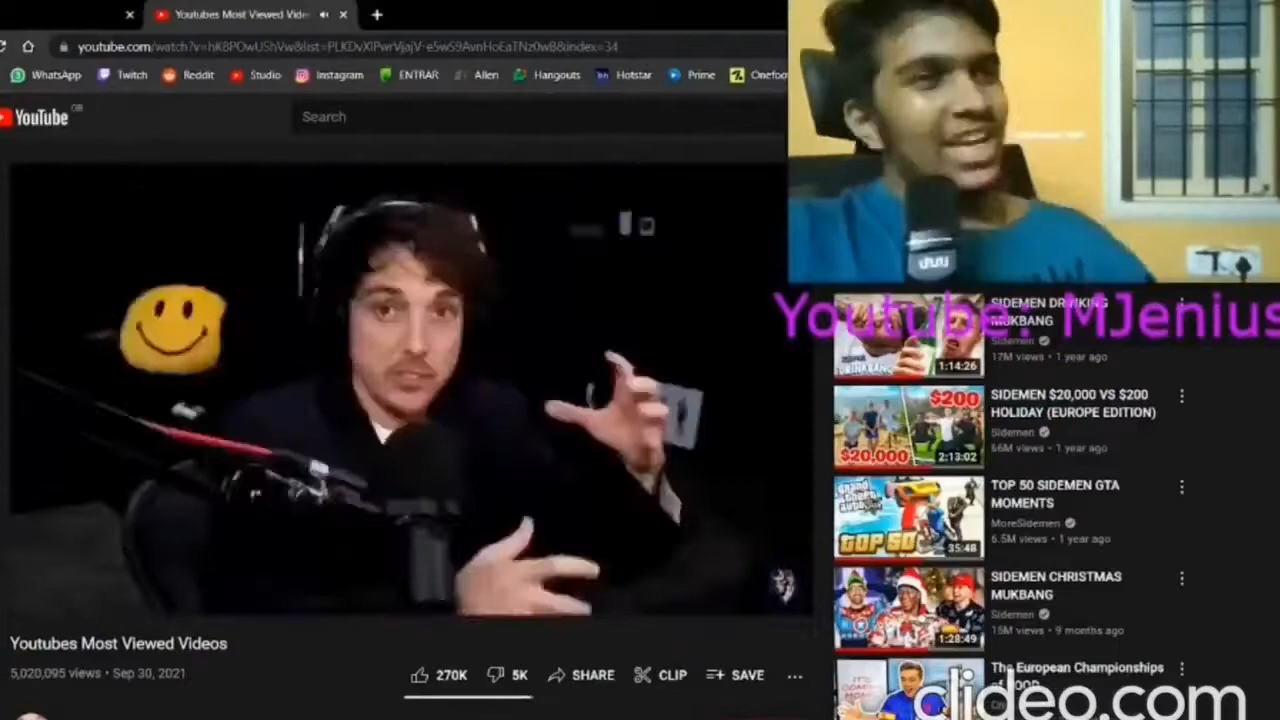 Youtubes Most Viewed Vide
youtube.com/watch?v=hK8POwUShVw&list=PLKDvXlPwrVjajV-e5wS9AvnHoEaTNz0wB&index=34
WhatsApp Twitch Reddit Studio Instagram ENTRAR Allen Hangouts Hotstar Prime Onefoo
YouTube GB
Search
Youtube: MJenius
SIDEMEN DRINKING
MUKBANG
Sidemen
17M views • 1 year ago
1:14:26
SIDEMEN $20,000 VS $200
HOLIDAY (EUROPE EDITION)
Sidemen
66M views • 1 year ago
$200
$20,000
2:13:02
TOP 50 SIDEMEN GTA
MOMENTS
MoreSidemen
6.5M views • 1 year ago
TOP 50
35:48
SIDEMEN CHRISTMAS
MUKBANG
Sidemen
15M views • 9 months ago
1:28:49
The European Championships
Youtubes Most Viewed Videos
5,020,095 views • Sep 30, 2021
270K 5K SHARE CLIP SAVE
clideo.com